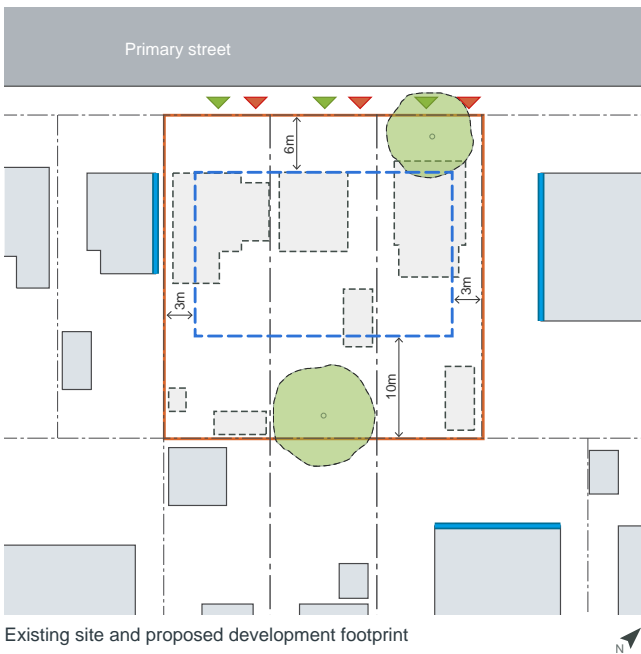 Primary street
6m
3m
3m
10m
Existing site and proposed development footprint
N